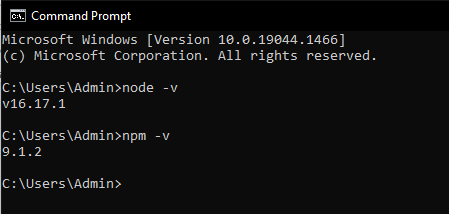 Command Prompt
Microsoft Windows [Version 10.0.19044.1466]
(c) Microsoft Corporation. All rights reserved.
C:\Users\Admin>node -v
v16.17.1
C:\Users\Admin>npm -v
9.1.2
C:\Users\Admin>